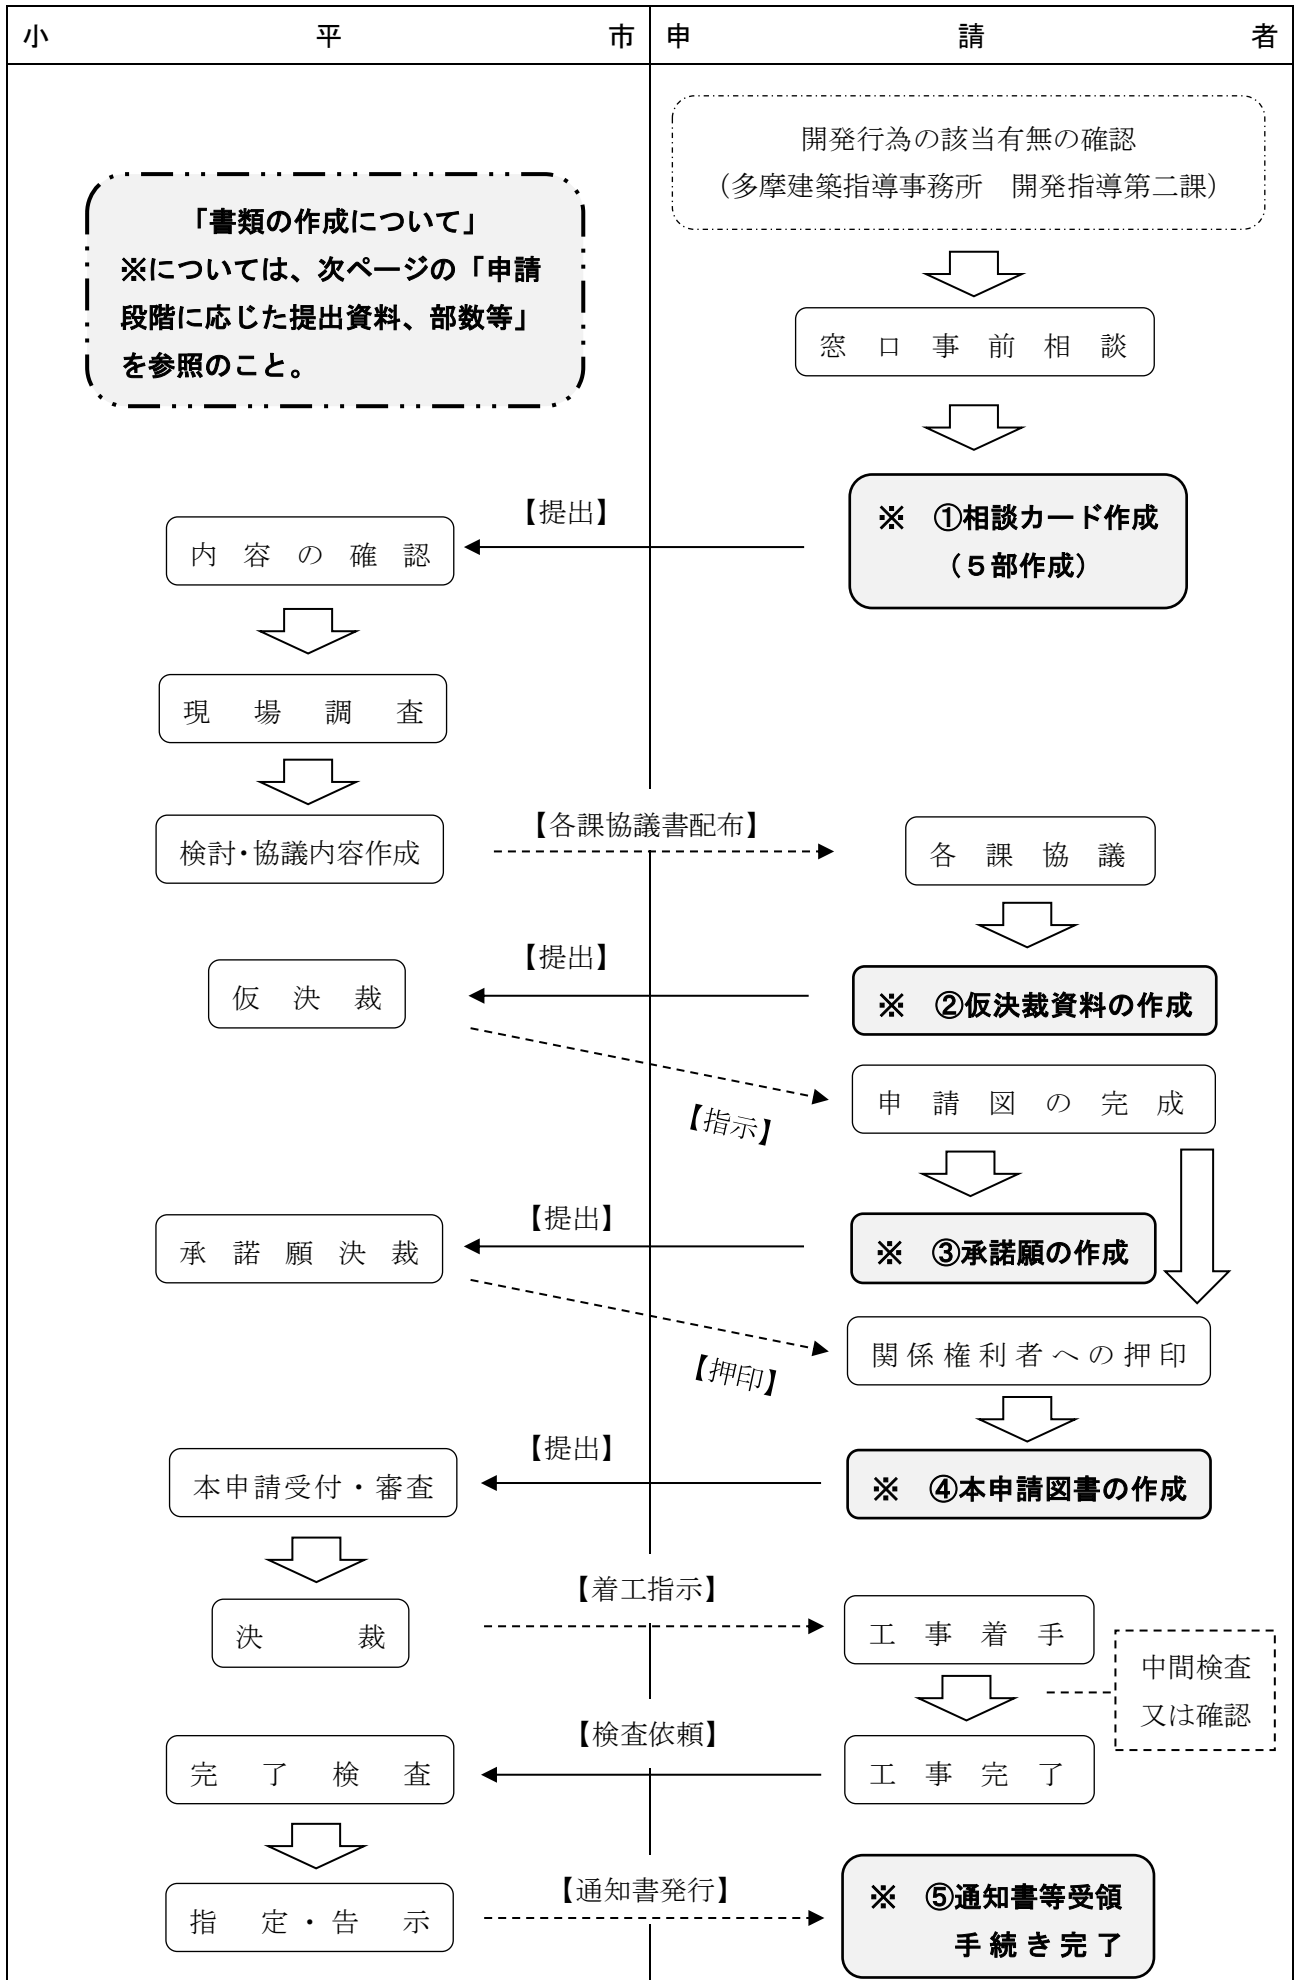 小平市
申請者
開発行為の該当有無の確認
（多摩建築指導事務所　開発指導第二課）
「書類の作成について」
※については、次ページの「申請
段階に応じた提出資料、部数等」
を参照のこと。
窓口事前相談
※　①相談カード作成
（５部作成）
【提出】
内容の確認
現場調査
検討・協議内容作成
【各課協議書配布】
各課協議
※　②仮決裁資料の作成
【提出】
仮決裁
【指示】
申請図の完成
※　③承諾願の作成
【提出】
承諾願決裁
【押印】
関係権利者への押印
※　④本申請図書の作成
【提出】
本申請受付・審査
決裁
【着工指示】
工事着手
中間検査
又は確認
工事完了
【検査依頼】
完了検査
指定・告示
【通知書発行】
※　⑤通知書等受領
手続き完了